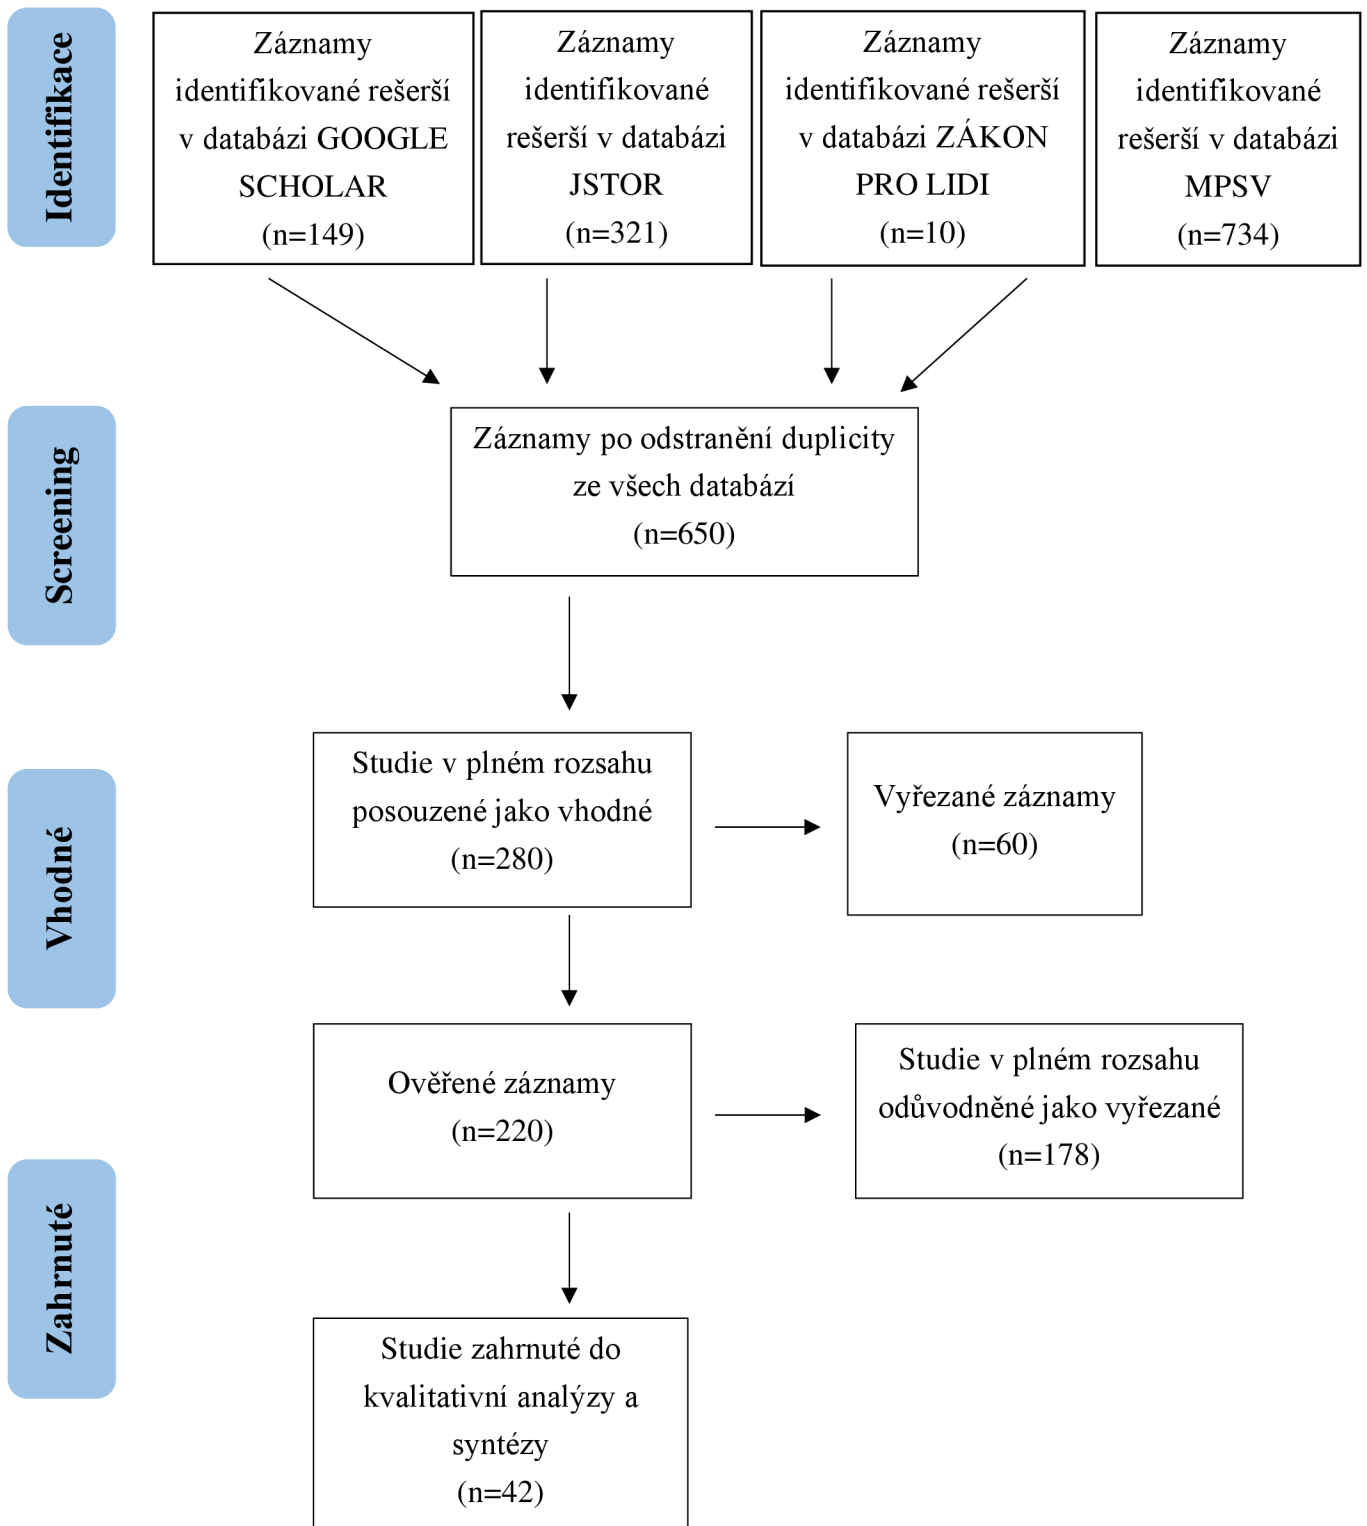 Identifikace
Záznamy
identifikované rešerší
v databázi GOOGLE
SCHOLAR
(n=149)
Záznamy
identifikované
rešerší v databázi
JSTOR
(n=321)
Záznamy
identifikované rešerší
v databázi ZÁKON
PRO LIDI
(n=10)
Záznamy
identifikované
rešerší v databázi
MPSV
(n=734)
Screening
Záznamy po odstranění duplicity
ze všech databází
(n=650)
Vhodné
Studie v plném rozsahu
posouzené jako vhodné
(n=280)
Vyřezané záznamy
(n=60)
Ověřené záznamy
(n=220)
Studie v plném rozsahu
odůvodněné jako vyřezané
(n=178)
Zahrnuté
Studie zahrnuté do
kvalitativní analýzy a
syntézy
(n=42)